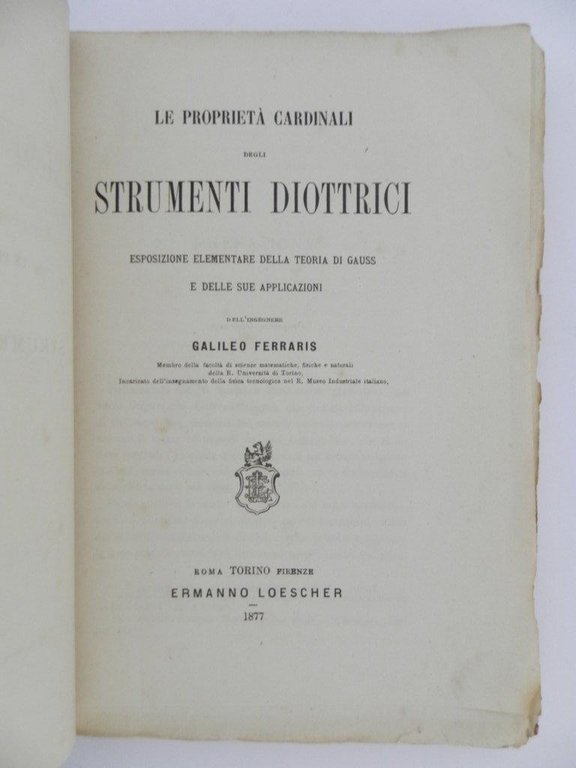 LE PROPRIETÀ CARDINALI
DEGLI
STRUMENTI DIOTTRICI
ESPOSIZIONE ELEMENTARE DELLA TEORIA DI GAUSS
E DELLE SUE APPLICAZIONI
DELL'INGEGNERE
GALILEO FERRARIS
Membro della facoltà di scienze matematiche, fisiche e naturali
della R. Università di Torino,
Incaricato dell'insegnamento della fisica tecnologica nel R. Museo Industriale italiano,
ROMA TORINO FIRENZE
ERMANNO LOESCHER
1877